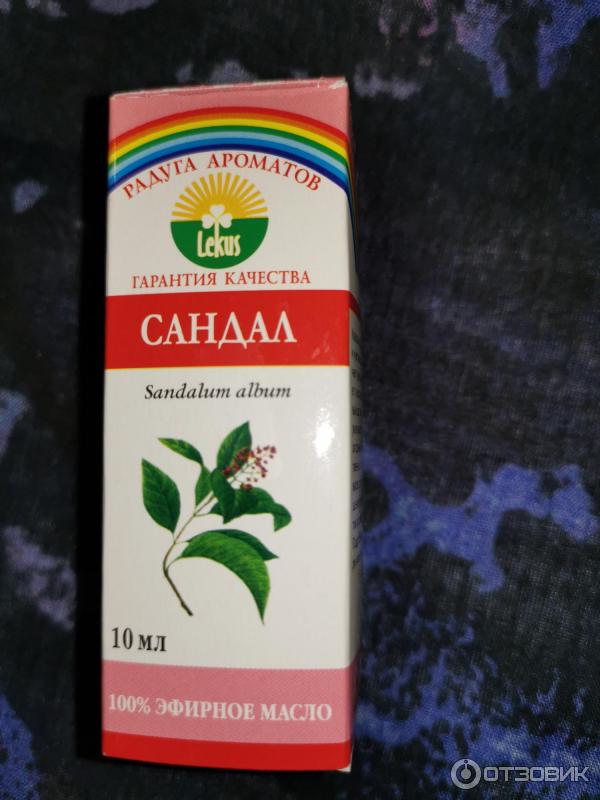 РАДУГА АРОМАТОВ
Lekus
ГАРАНТИЯ КАЧЕСТВА
САНДАЛ
Sandalum album
10 мл
100% ЭФИРНОЕ МАСЛО
ОТЗОВИК